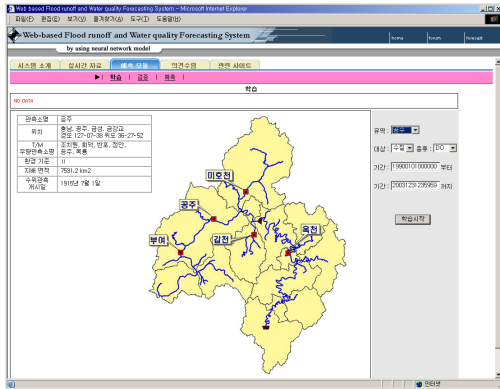 Web based Flood runoff and Water quality Forecasting System - Microsoft Internet Explorer
파일(F) 편집(E) 보기(V) 즐겨찾기(A) 도구(T) 도움말(H)
Web-based Flood runoff and Water quality Forecasting System
home forum forecast
by using neural network model
시스템 소개 실시간 자료 예측 모듈 의견수렴 관련 사이트
학습 | 검증 | 예측
학습
NO DATA
관측소명 공주
위치 충남, 공주, 금성, 금강교
경도 127-07-38 위도 36-27-52
T/M 우량관측소명 조치원, 회덕, 반포, 정안, 공주, 복룡
환경 기준 II
지배 면적 7531.2 km2
수위관측 개시일 1915년 7월 1일
미호천
공주
부여
갑천
옥천
유역 : 공주
대상 : 수질 종류 : DO
기간 : 19900101000000 부터
기간 : 20031231235959 까지
학습시작
인터넷